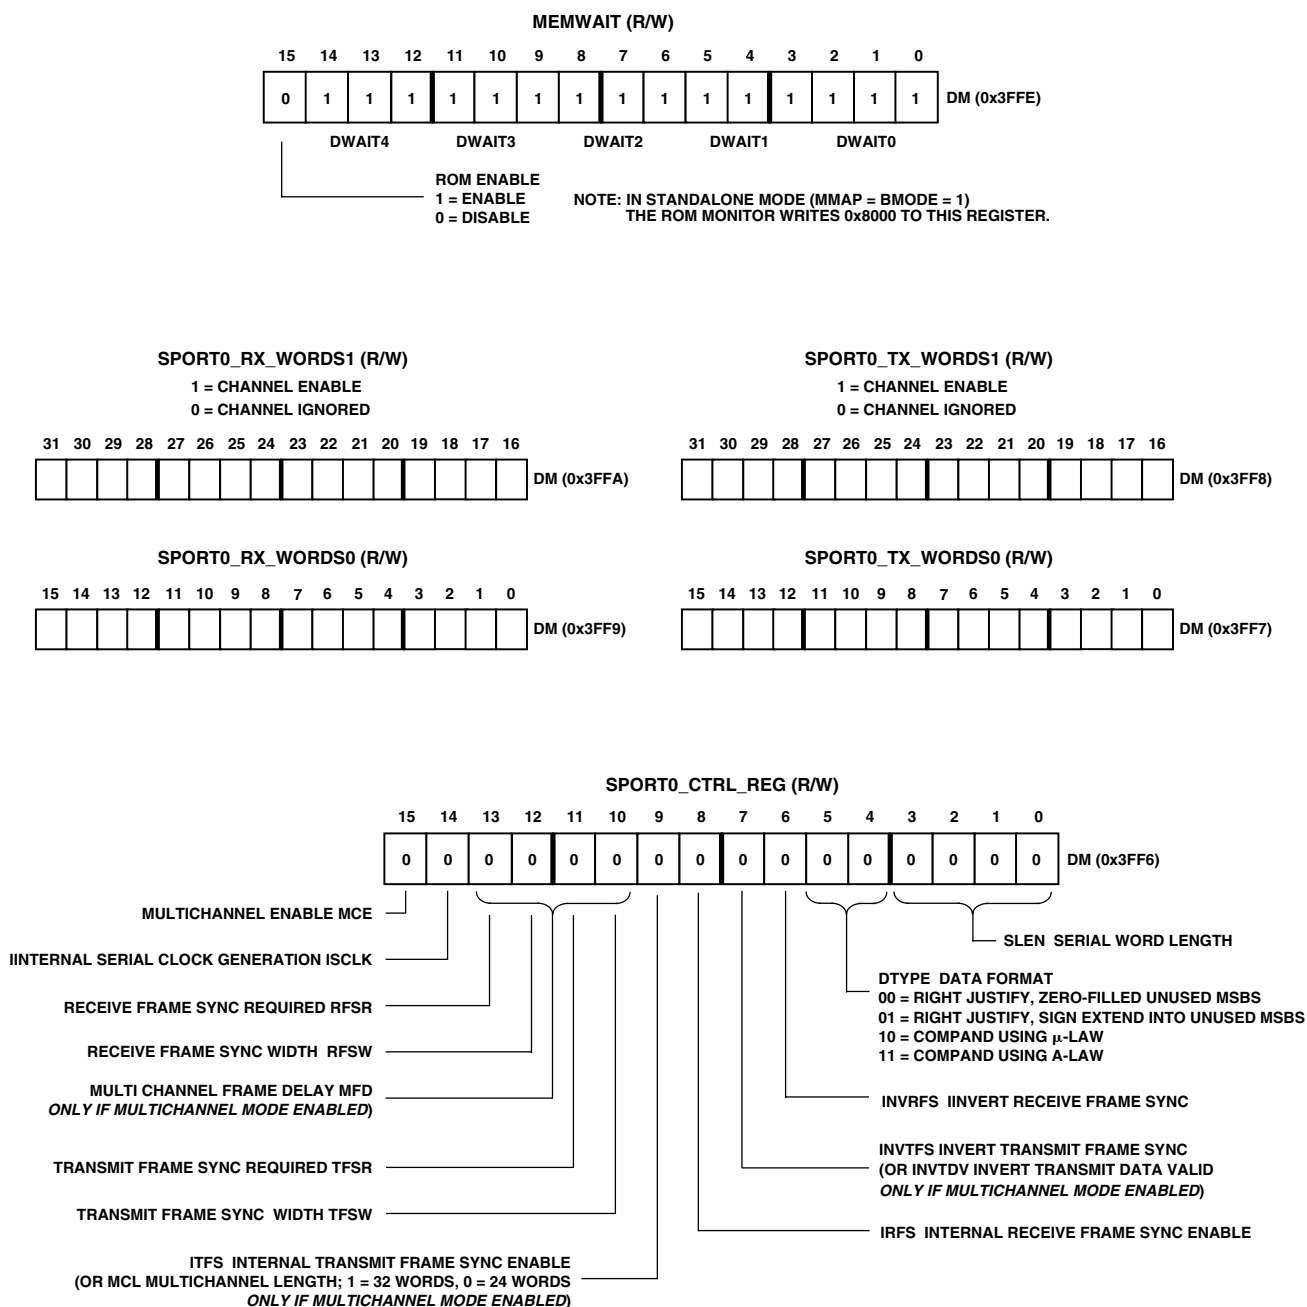 MEMWAIT (R/W)
15 14 13 12 11 10 9 8 7 6 5 4 3 2 1 0
0 1 1 1 1 1 1 1 1 1 1 1 1 1 1 1 DM (0x3FFE)
DWAIT4 DWAIT3 DWAIT2 DWAIT1 DWAIT0
ROM ENABLE
1 = ENABLE
0 = DISABLE
NOTE: IN STANDALONE MODE (MMAP = BMODE = 1)
THE ROM MONITOR WRITES 0x8000 TO THIS REGISTER.
SPORT0_RX_WORDS1 (R/W)
1 = CHANNEL ENABLE
0 = CHANNEL IGNORED
31 30 29 28 27 26 25 24 23 22 21 20 19 18 17 16
DM (0x3FFA)
SPORT0_TX_WORDS1 (R/W)
1 = CHANNEL ENABLE
0 = CHANNEL IGNORED
31 30 29 28 27 26 25 24 23 22 21 20 19 18 17 16
DM (0x3FF8)
SPORT0_RX_WORDS0 (R/W)
15 14 13 12 11 10 9 8 7 6 5 4 3 2 1 0
DM (0x3FF9)
SPORT0_TX_WORDS0 (R/W)
15 14 13 12 11 10 9 8 7 6 5 4 3 2 1 0
DM (0x3FF7)
SPORT0_CTRL_REG (R/W)
15 14 13 12 11 10 9 8 7 6 5 4 3 2 1 0
0 0 0 0 0 0 0 0 0 0 0 0 0 0 0 0 DM (0x3FF6)
MULTICHANNEL ENABLE MCE
IINTERNAL SERIAL CLOCK GENERATION ISCLK
RECEIVE FRAME SYNC REQUIRED RFSR
RECEIVE FRAME SYNC WIDTH RFSW
MULTI CHANNEL FRAME DELAY MFD
ONLY IF MULTICHANNEL MODE ENABLED)
TRANSMIT FRAME SYNC REQUIRED TFSR
TRANSMIT FRAME SYNC WIDTH TFSW
ITFS INTERNAL TRANSMIT FRAME SYNC ENABLE
(OR MCL MULTICHANNEL LENGTH; 1 = 32 WORDS, 0 = 24 WORDS
ONLY IF MULTICHANNEL MODE ENABLED)
SLEN SERIAL WORD LENGTH
DTYPE DATA FORMAT
00 = RIGHT JUSTIFY, ZERO-FILLED UNUSED MSBS
01 = RIGHT JUSTIFY, SIGN EXTEND INTO UNUSED MSBS
10 = COMPAND USING μ-LAW
11 = COMPAND USING A-LAW
INVRFS IINVERT RECEIVE FRAME SYNC
INVTFS INVERT TRANSMIT FRAME SYNC
(OR INVTDV INVERT TRANSMIT DATA VALID
ONLY IF MULTICHANNEL MODE ENABLED)
IRFS INTERNAL RECEIVE FRAME SYNC ENABLE